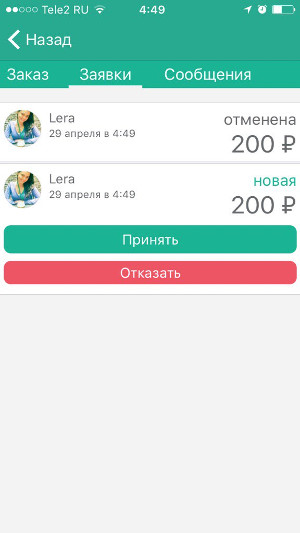 Tele2 RU 4:49
Назад
Заказ Заявки Сообщения
Lera отменена
29 апреля в 4:49 200 ₽
Lera новая
29 апреля в 4:49 200 ₽
Принять
Отказать